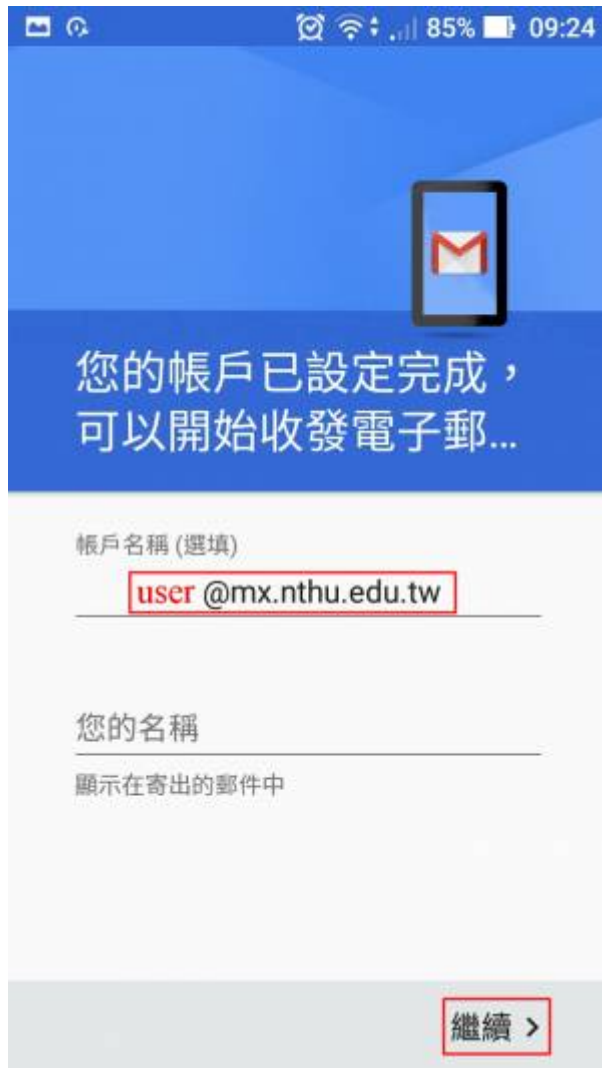 85% 09:24
您的帳戶已設定完成，
可以開始收發電子郵...
帳戶名稱 (選填)
user @mx.nthu.edu.tw
您的名稱
顯示在寄出的郵件中
繼續 >